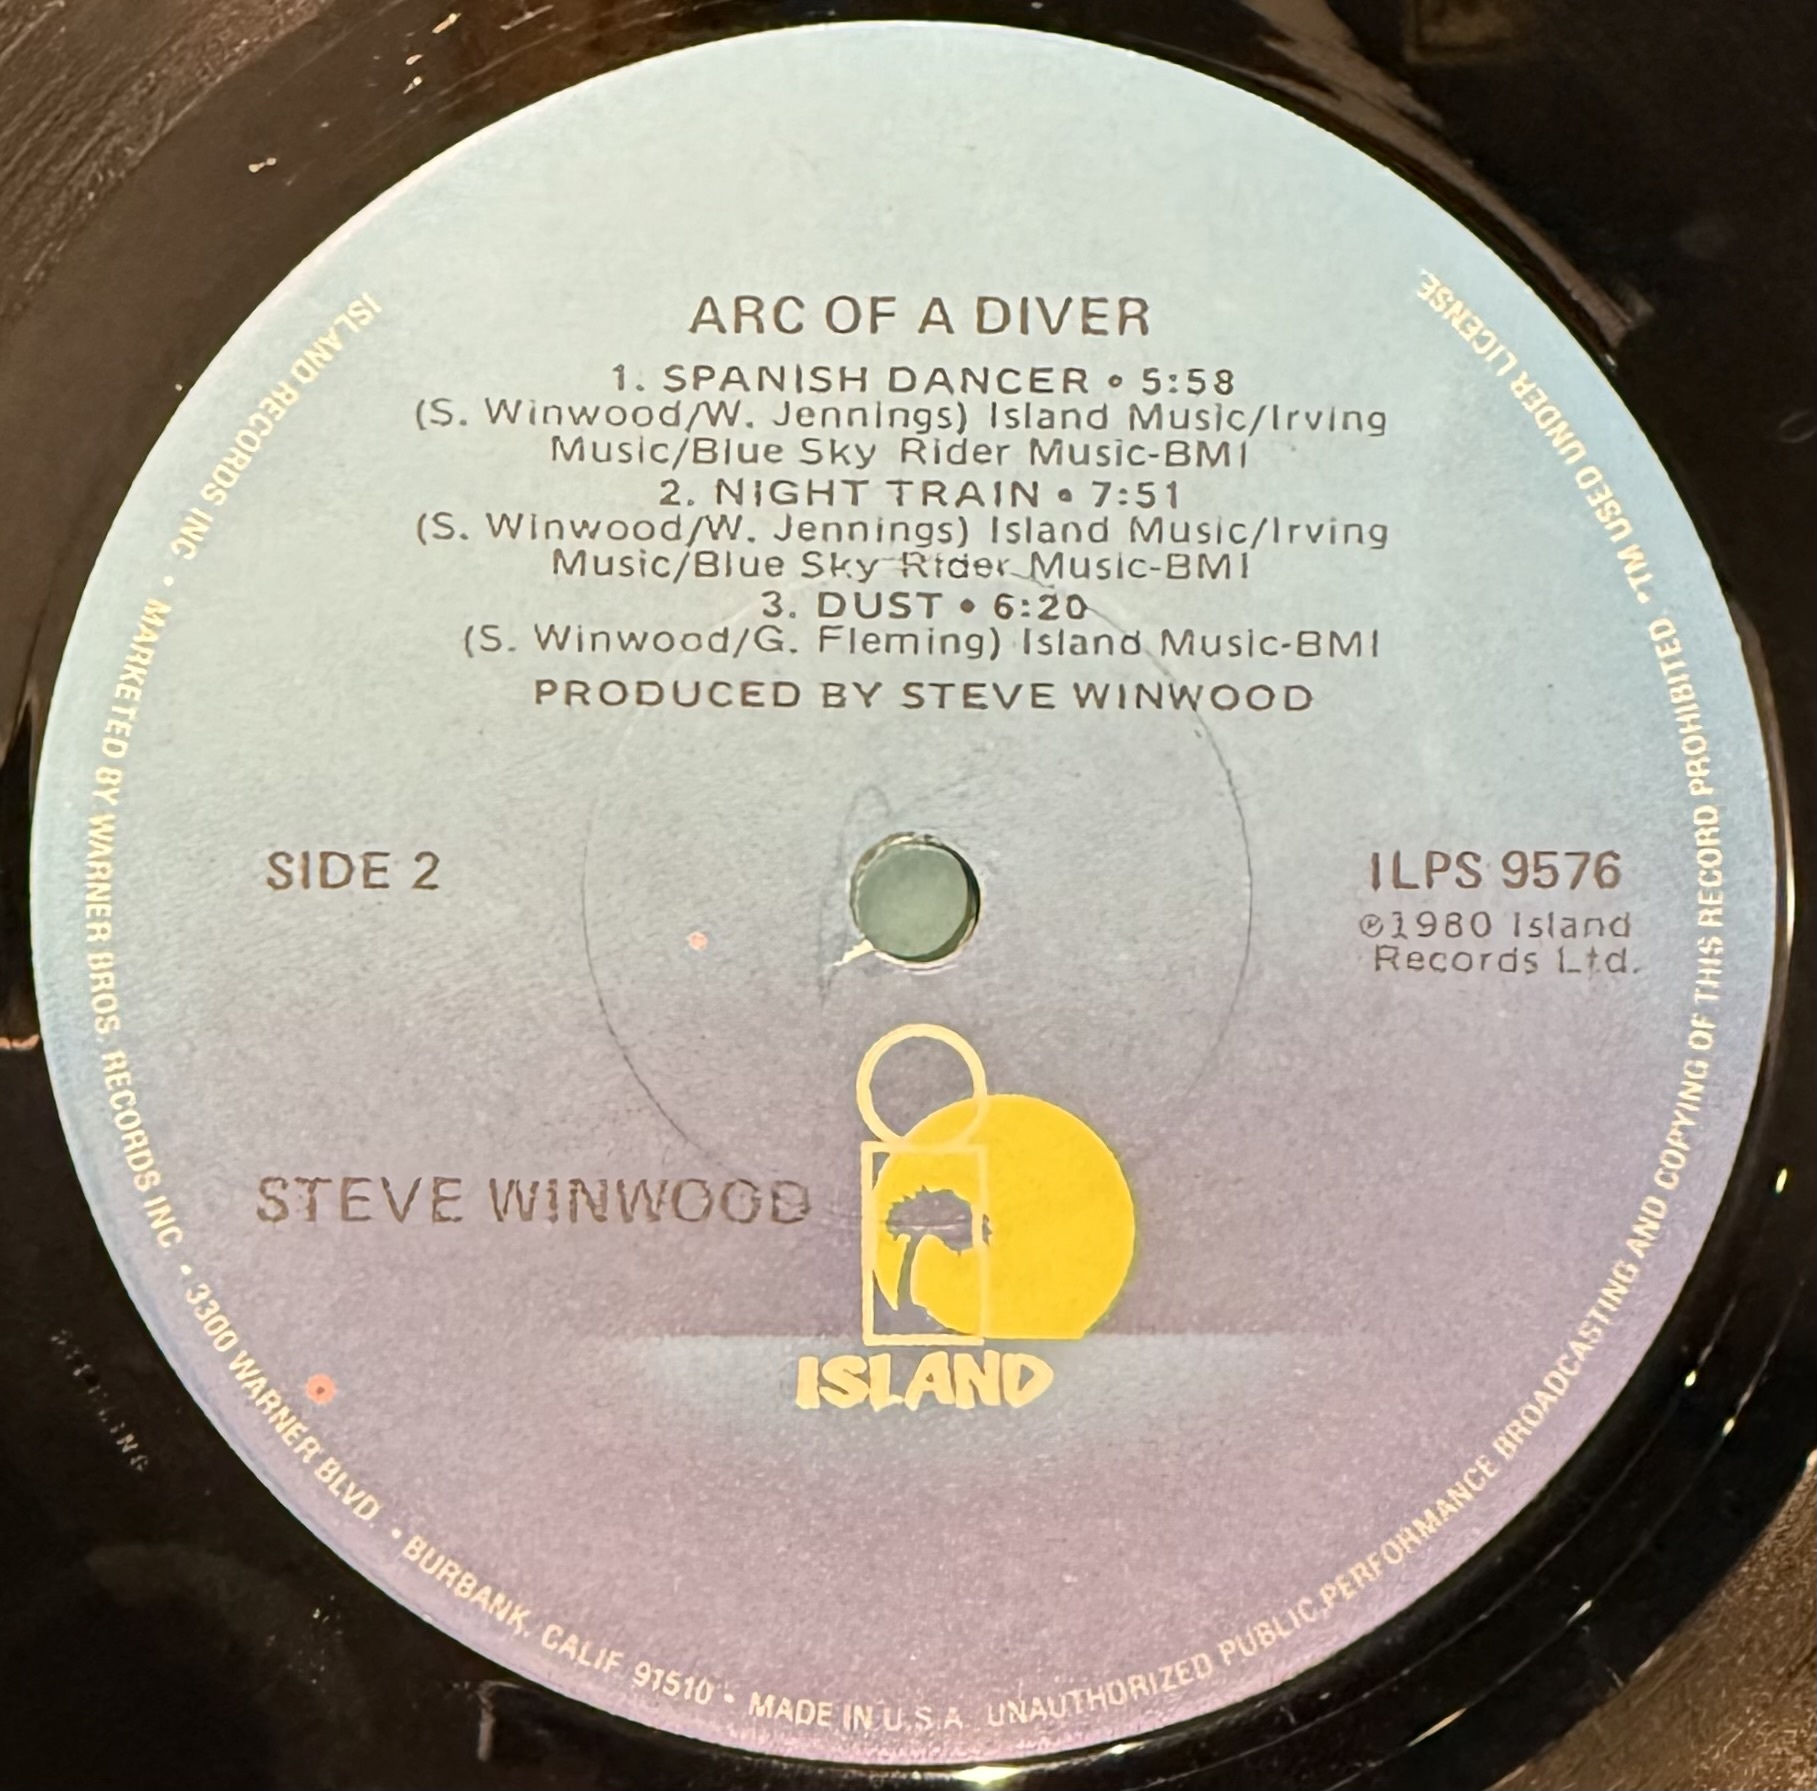 ARC OF A DIVER
1. SPANISH DANCER • 5:58
(S. Winwood/W. Jennings) Island Music/Irving
Music/Blue Sky Rider Music-BMI
2. NIGHT TRAIN • 7:51
(S. Winwood/W. Jennings) Island Music/Irving
Music/Blue Sky Rider Music-BMI
3. DUST • 6:20
(S. Winwood/G. Fleming) Island Music-BMI
PRODUCED BY STEVE WINWOOD
SIDE 2
ILPS 9576
℗1980 Island
Records Ltd.
STEVE WINWOOD
ISLAND
ISLAND RECORDS INC • MARKETED BY WARNER BROS. RECORDS INC. • 3300 WARNER BLVD. • BURBANK, CALIF. 91510 • MADE IN U.S.A. UNAUTHORIZED PUBLIC PERFORMANCE BROADCASTING AND COPYING OF THIS RECORD PROHIBITED. • TM USED UNDER LICENSE.
STERLING